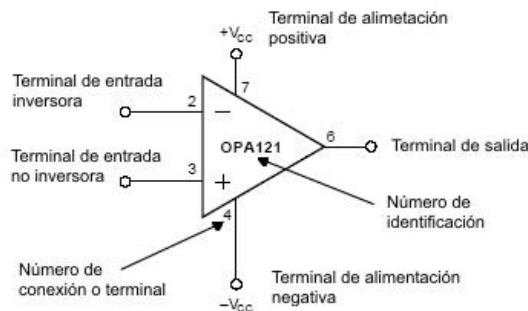 +Vcc
Terminal de alimetación
positiva
7
Terminal de entrada
inversora
2
−
6
OPA121
Terminal de salida
Terminal de entrada
no inversora
3
+
4
Número de
identificación
Número de
conexión o terminal
Terminal de alimentación
negativa
−Vcc